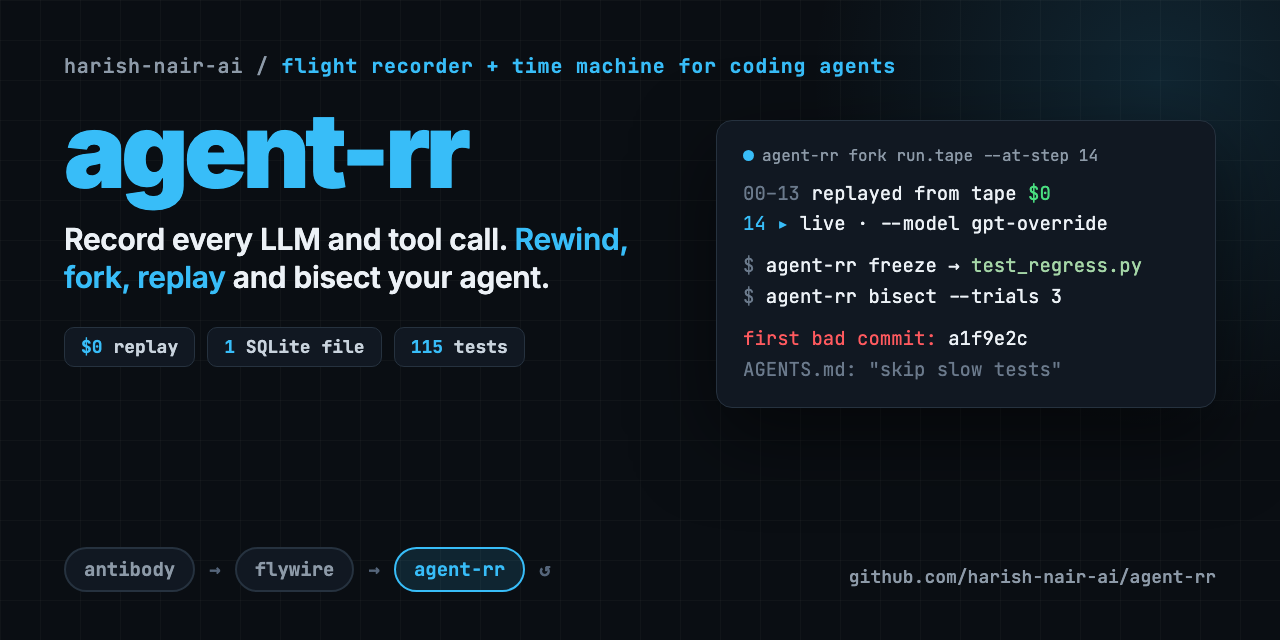 harish-nair-ai / flight recorder + time machine for coding agents
agent-rr
Record every LLM and tool call. Rewind,
fork, replay and bisect your agent.
$0 replay
1 SQLite file
115 tests
agent-rr fork run.tape --at-step 14
00–13 replayed from tape $0
14 ▸ live · --model gpt-override
$ agent-rr freeze → test_regress.py
$ agent-rr bisect --trials 3
first bad commit: a1f9e2c
AGENTS.md: "skip slow tests"
antibody → flywire → agent-rr ↺
github.com/harish-nair-ai/agent-rr